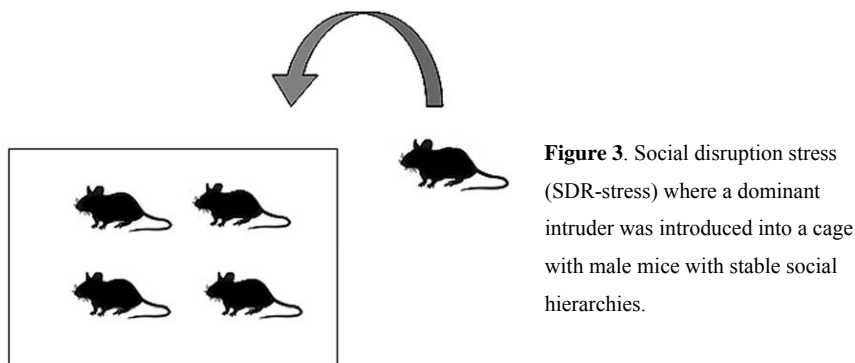 Figure 3. Social disruption stress
(SDR-stress) where a dominant
intruder was introduced into a cage
with male mice with stable social
hierarchies.